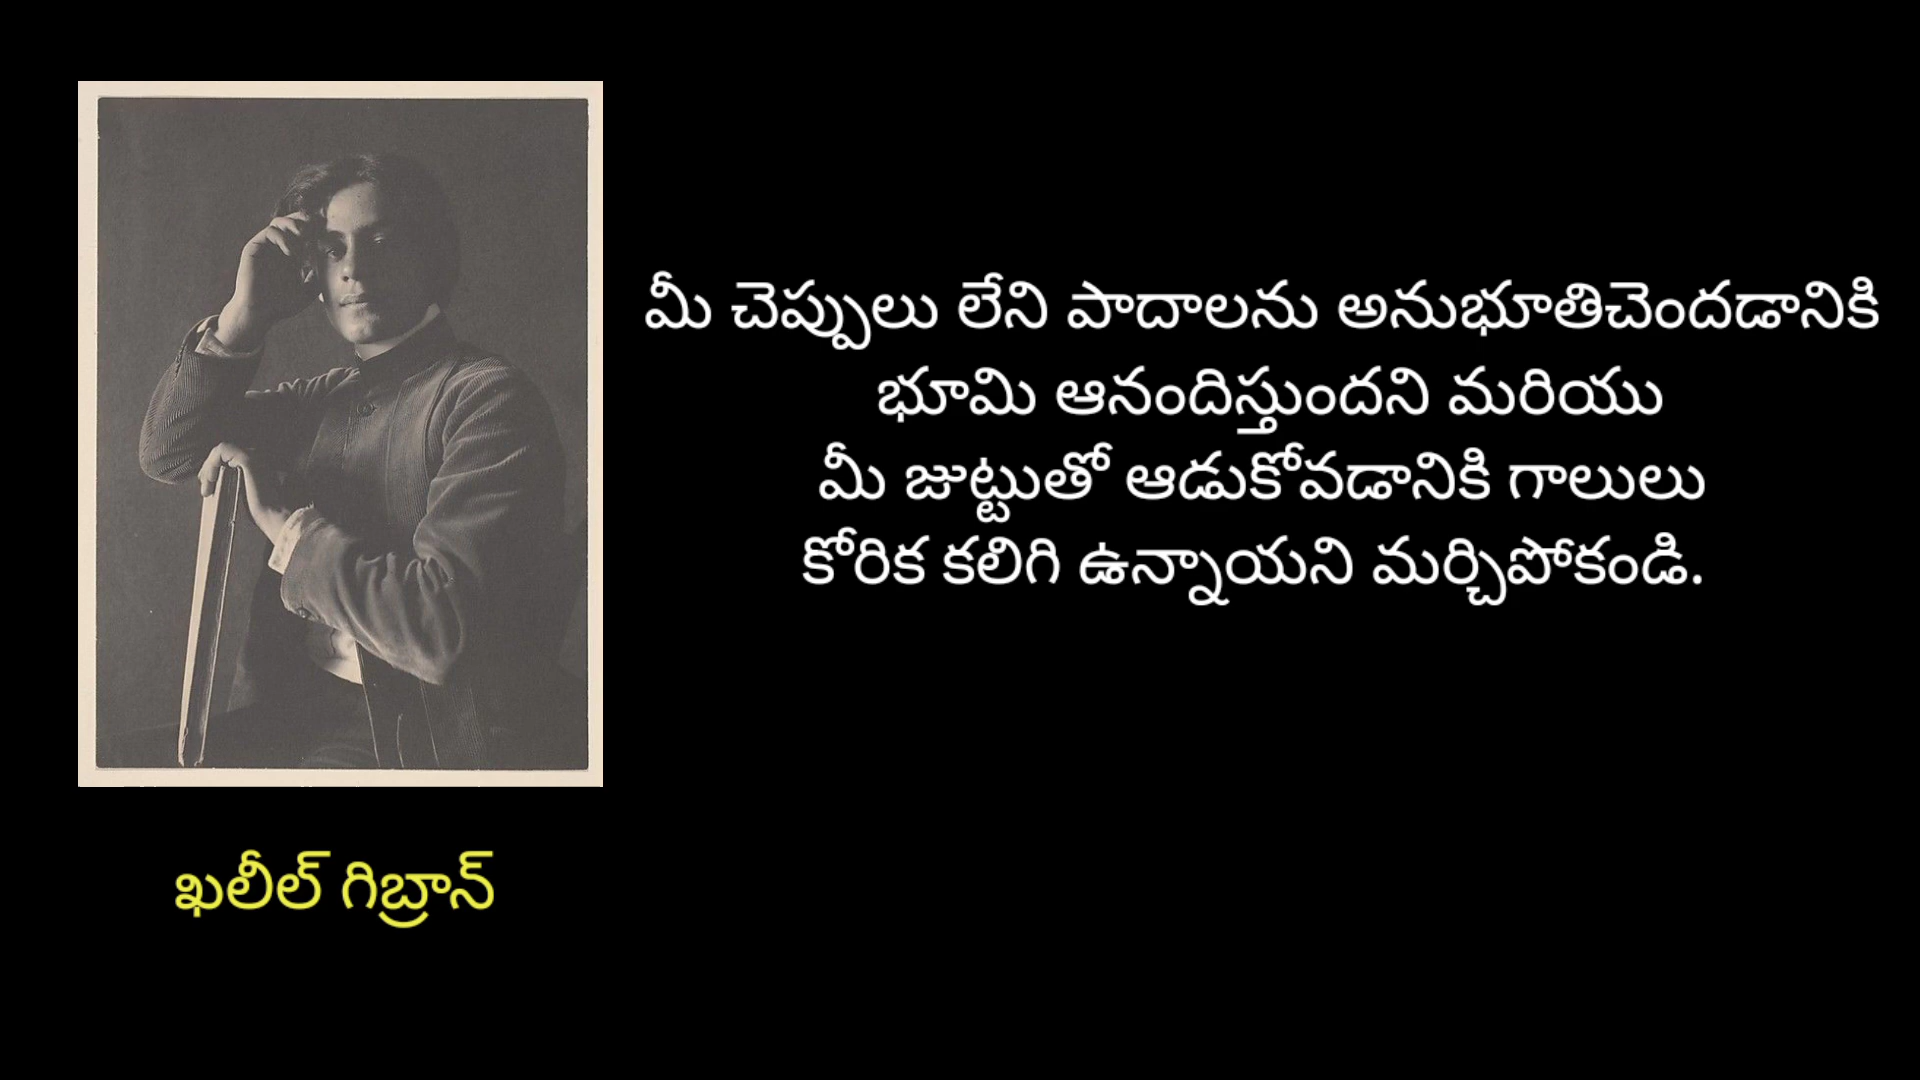 మీ చెప్పులు లేని పాదాలను అనుభూతిచెందడానికి
భూమి ఆనందిస్తుందని మరియు
మీ జుట్టుతో ఆడుకోవడానికి గాలులు
కోరిక కలిగి ఉన్నాయని మర్చిపోకండి.
ఖలీల్ గిబ్రాన్